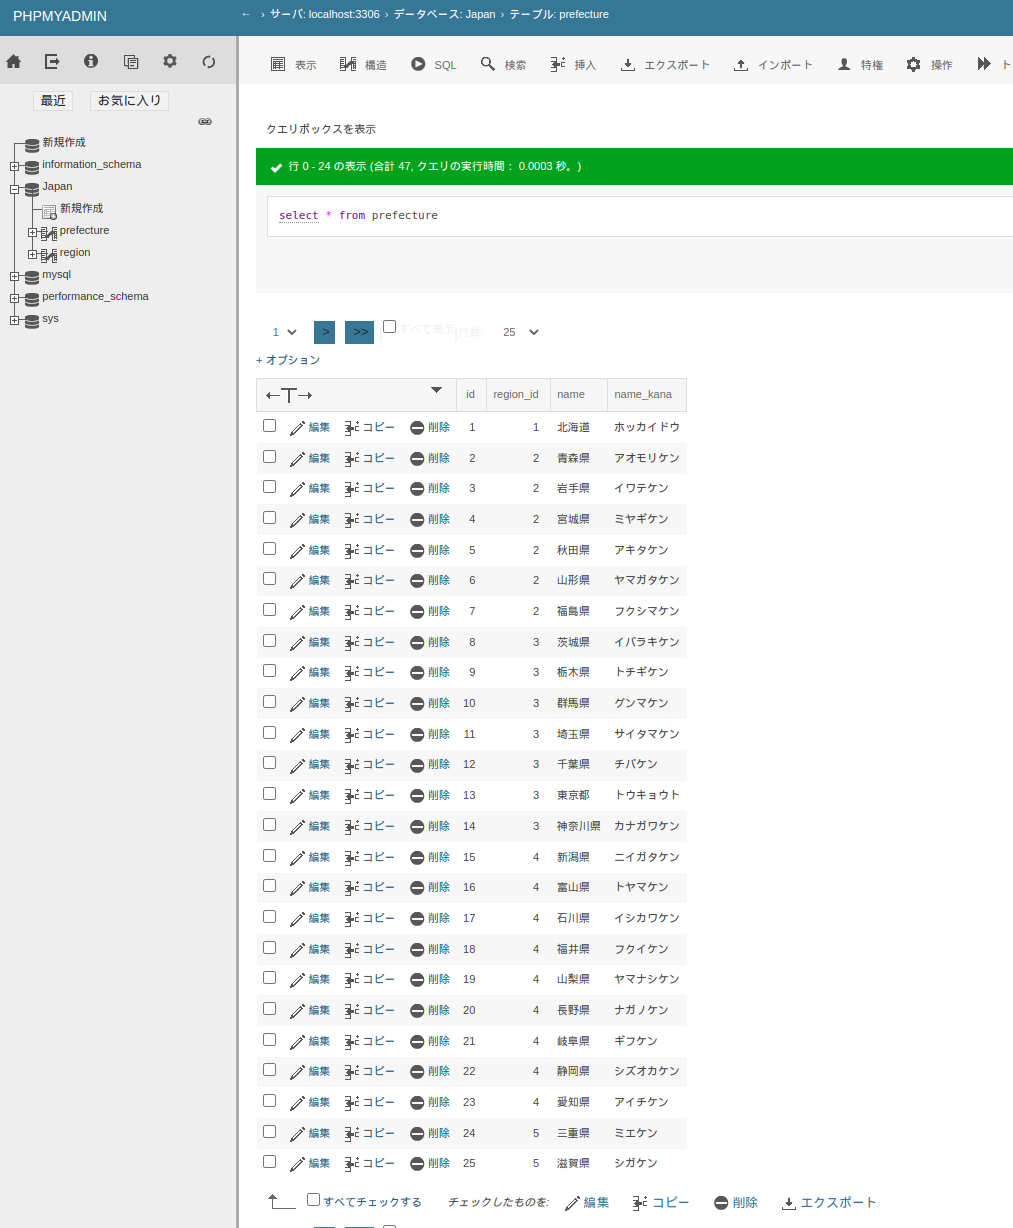 PHPMYADMIN
← › サーバ: localhost:3306 › データベース: Japan › テーブル: prefecture
表示 構造 SQL 検索 挿入 エクスポート インポート 特権 操作 ト
最近 お気に入り
新規作成
information_schema
Japan
新規作成
prefecture
region
mysql
performance_schema
sys
クエリボックスを表示
行 0 - 24 の表示 (合計 47, クエリの実行時間： 0.0003 秒。)
select * from prefecture
1 > >> | すべて表示 | 行数: 25
+ オプション
←T→ id region_id name name_kana
編集 コピー 削除 1 1 北海道 ホッカイドウ
編集 コピー 削除 2 2 青森県 アオモリケン
編集 コピー 削除 3 2 岩手県 イワテケン
編集 コピー 削除 4 2 宮城県 ミヤギケン
編集 コピー 削除 5 2 秋田県 アキタケン
編集 コピー 削除 6 2 山形県 ヤマガタケン
編集 コピー 削除 7 2 福島県 フクシマケン
編集 コピー 削除 8 3 茨城県 イバラキケン
編集 コピー 削除 9 3 栃木県 トチギケン
編集 コピー 削除 10 3 群馬県 グンマケン
編集 コピー 削除 11 3 埼玉県 サイタマケン
編集 コピー 削除 12 3 千葉県 チバケン
編集 コピー 削除 13 3 東京都 トウキョウト
編集 コピー 削除 14 3 神奈川県 カナガワケン
編集 コピー 削除 15 4 新潟県 ニイガタケン
編集 コピー 削除 16 4 富山県 トヤマケン
編集 コピー 削除 17 4 石川県 イシカワケン
編集 コピー 削除 18 4 福井県 フクイケン
編集 コピー 削除 19 4 山梨県 ヤマナシケン
編集 コピー 削除 20 4 長野県 ナガノケン
編集 コピー 削除 21 4 岐阜県 ギフケン
編集 コピー 削除 22 4 静岡県 シズオカケン
編集 コピー 削除 23 4 愛知県 アイチケン
編集 コピー 削除 24 5 三重県 ミエケン
編集 コピー 削除 25 5 滋賀県 シガケン
すべてチェックする チェックしたものを: 編集 コピー 削除 エクスポート